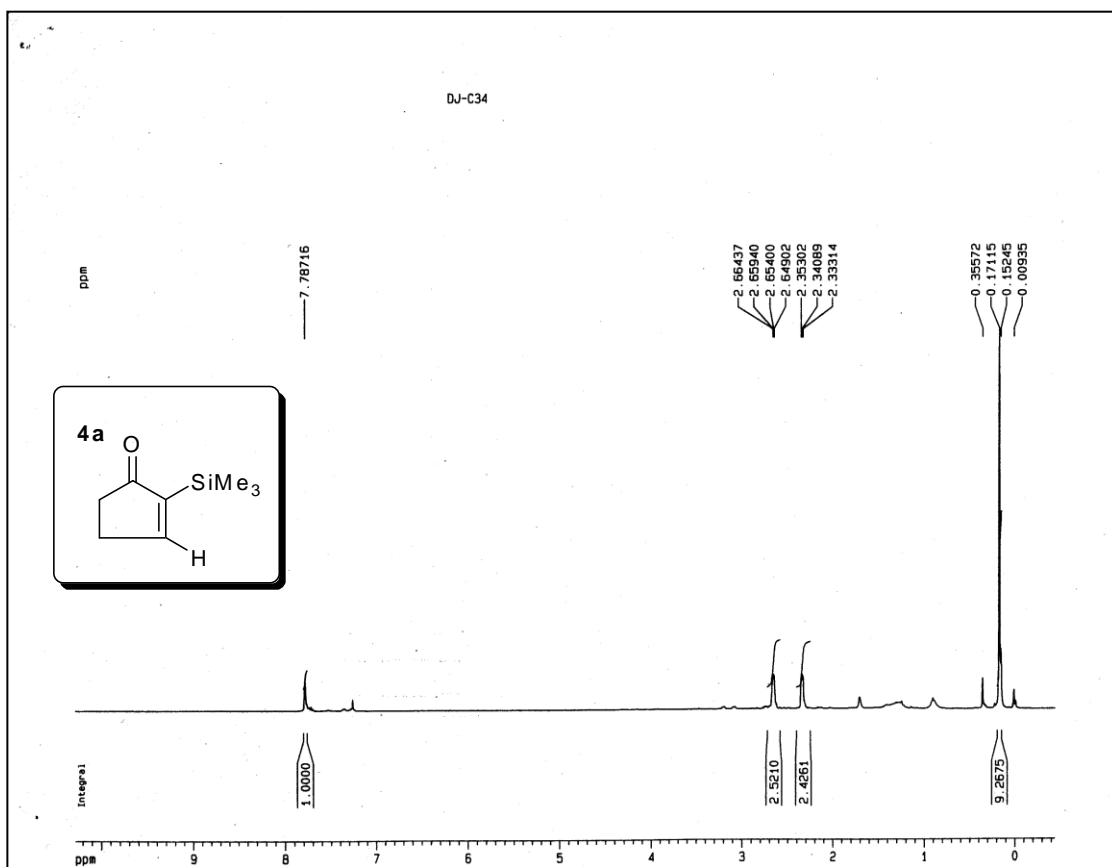 DJ-C34
ppm
7.78716
2.66437
2.65940
2.65400
2.64902
2.35302
2.34089
2.33314
0.35572
0.17115
0.15245
0.00935
4a
O
SiMe3
H
Integral
1.0000
2.5210
2.4261
9.2675
ppm 9 8 7 6 5 4 3 2 1 0